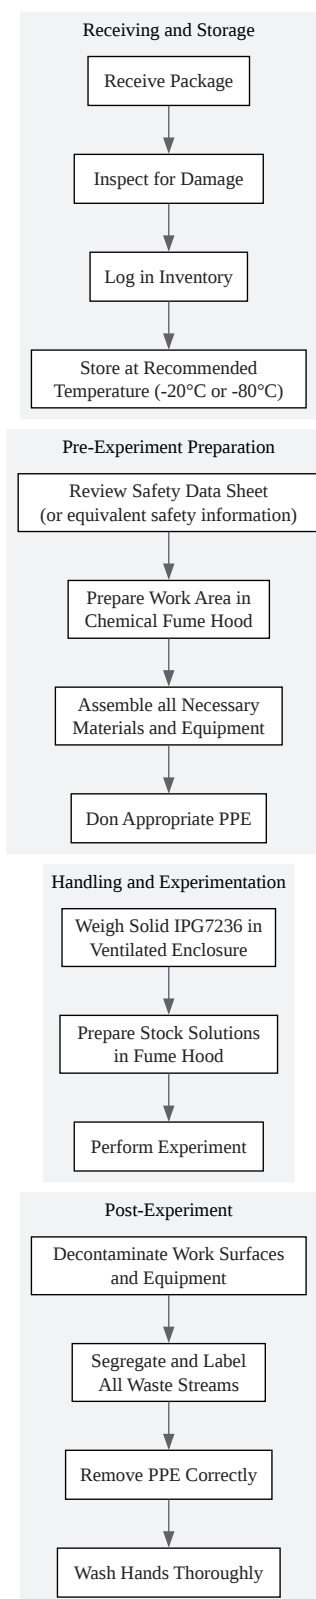 Receiving and Storage
Receive Package
Inspect for Damage
Log in Inventory
Store at Recommended
Temperature (-20°C or -80°C)
Pre-Experiment Preparation
Review Safety Data Sheet
(or equivalent safety information)
Prepare Work Area in
Chemical Fume Hood
Assemble all Necessary
Materials and Equipment
Don Appropriate PPE
Handling and Experimentation
Weigh Solid IPG7236 in
Ventilated Enclosure
Prepare Stock Solutions
in Fume Hood
Perform Experiment
Post-Experiment
Decontaminate Work Surfaces
and Equipment
Segregate and Label
All Waste Streams
Remove PPE Correctly
Wash Hands Thoroughly